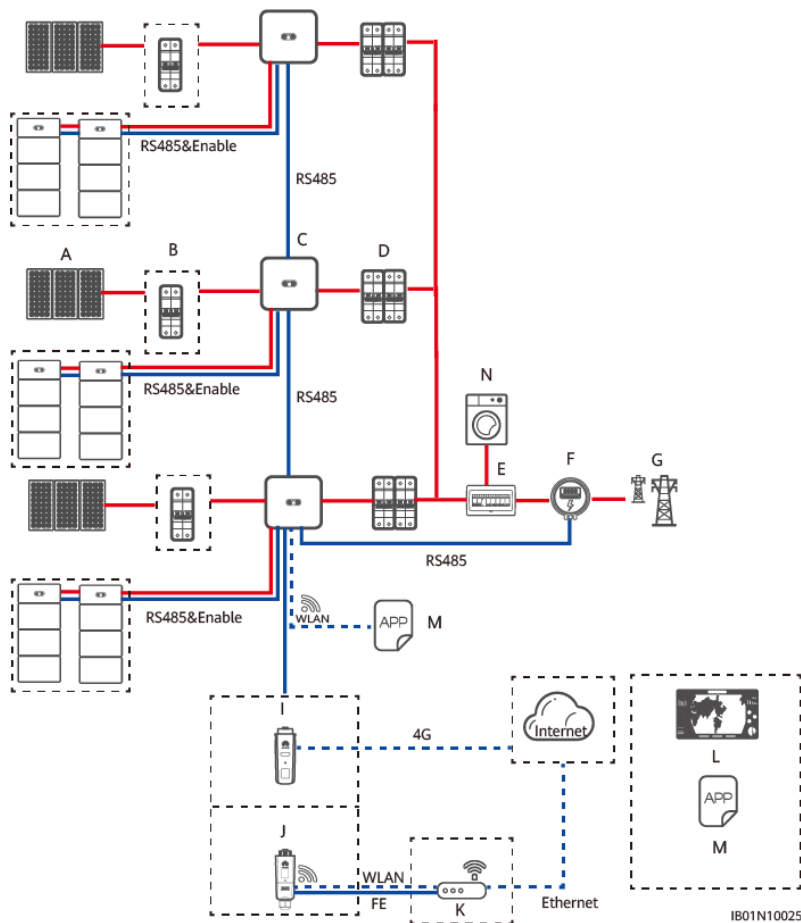 RS485&Enable
RS485
A
B
C
D
RS485&Enable
RS485
N
E
F
G
RS485
RS485&Enable
WLAN
APP
M
I
4G
Internet
L
APP
M
J
WLAN
FE
K
Ethernet
IB01N10025